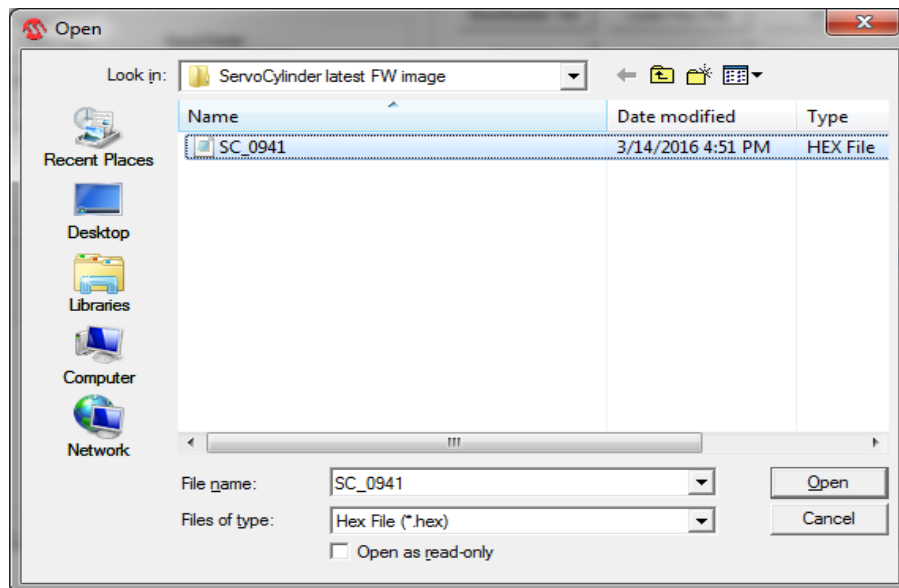 Open
Look in: ServoCylinder latest FW image
Name Date modified Type
SC_0941 3/14/2016 4:51 PM HEX File
Recent Places
Desktop
Libraries
Computer
Network
File name: SC_0941 Open
Files of type: Hex File (*.hex) Cancel
Open as read-only